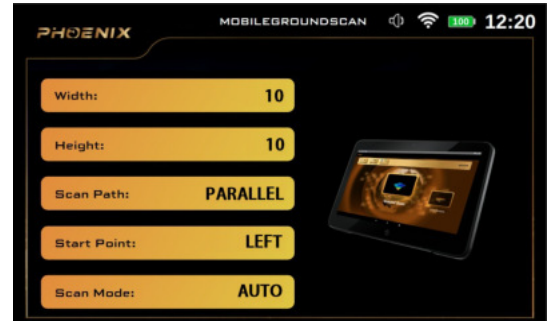 PHOENIX
MOBILEGROUNDSCAN 100 12:20
Width: 10
Height: 10
Scan Path: PARALLEL
Start Point: LEFT
Scan Mode: AUTO